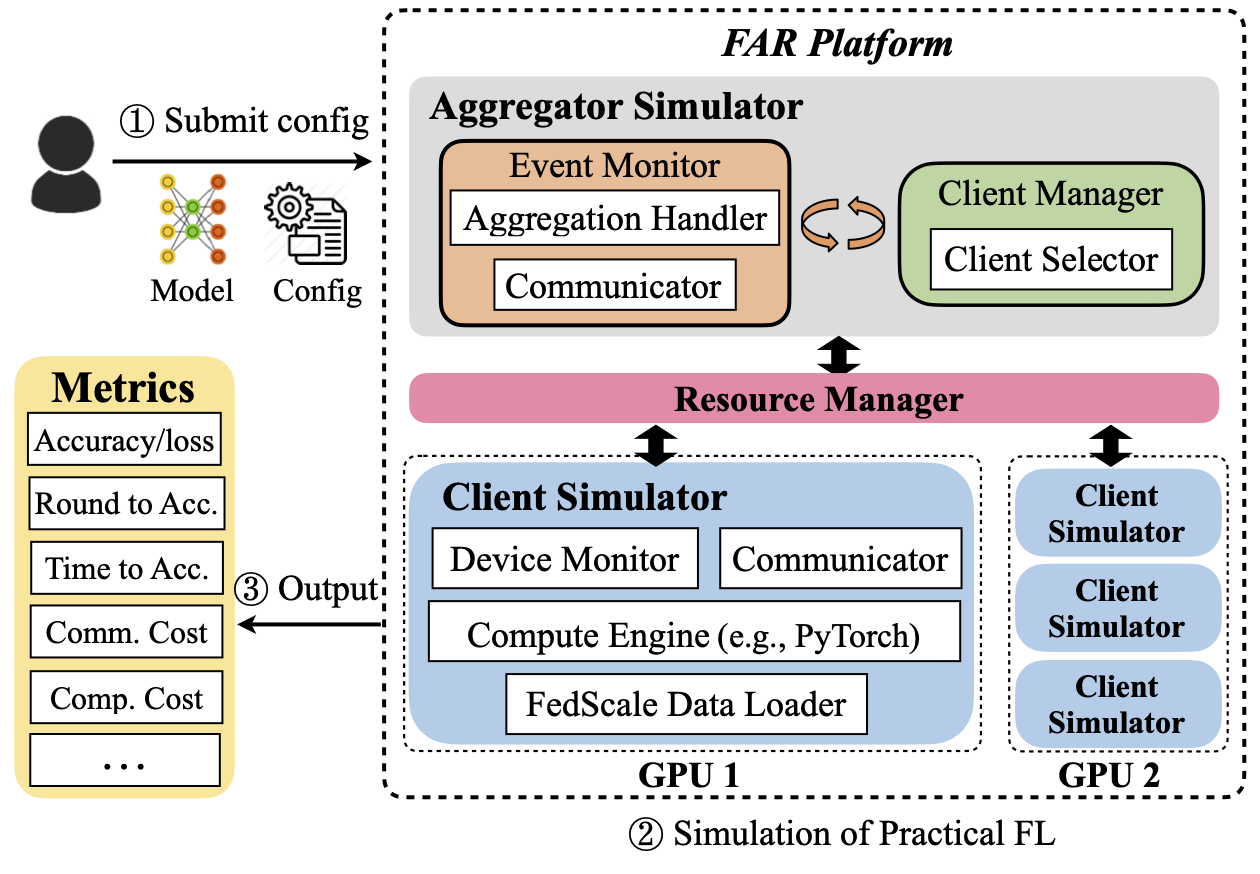 FAR Platform
① Submit config
Model
Config
Aggregator Simulator
Event Monitor
Aggregation Handler
Communicator
Client Manager
Client Selector
Resource Manager
Metrics
Accuracy/loss
Round to Acc.
Time to Acc.
Comm. Cost
Comp. Cost
...
③ Output
Client Simulator
Device Monitor
Communicator
Compute Engine (e.g., PyTorch)
FedScale Data Loader
GPU 1
Client
Simulator
Client
Simulator
Client
Simulator
GPU 2
② Simulation of Practical FL